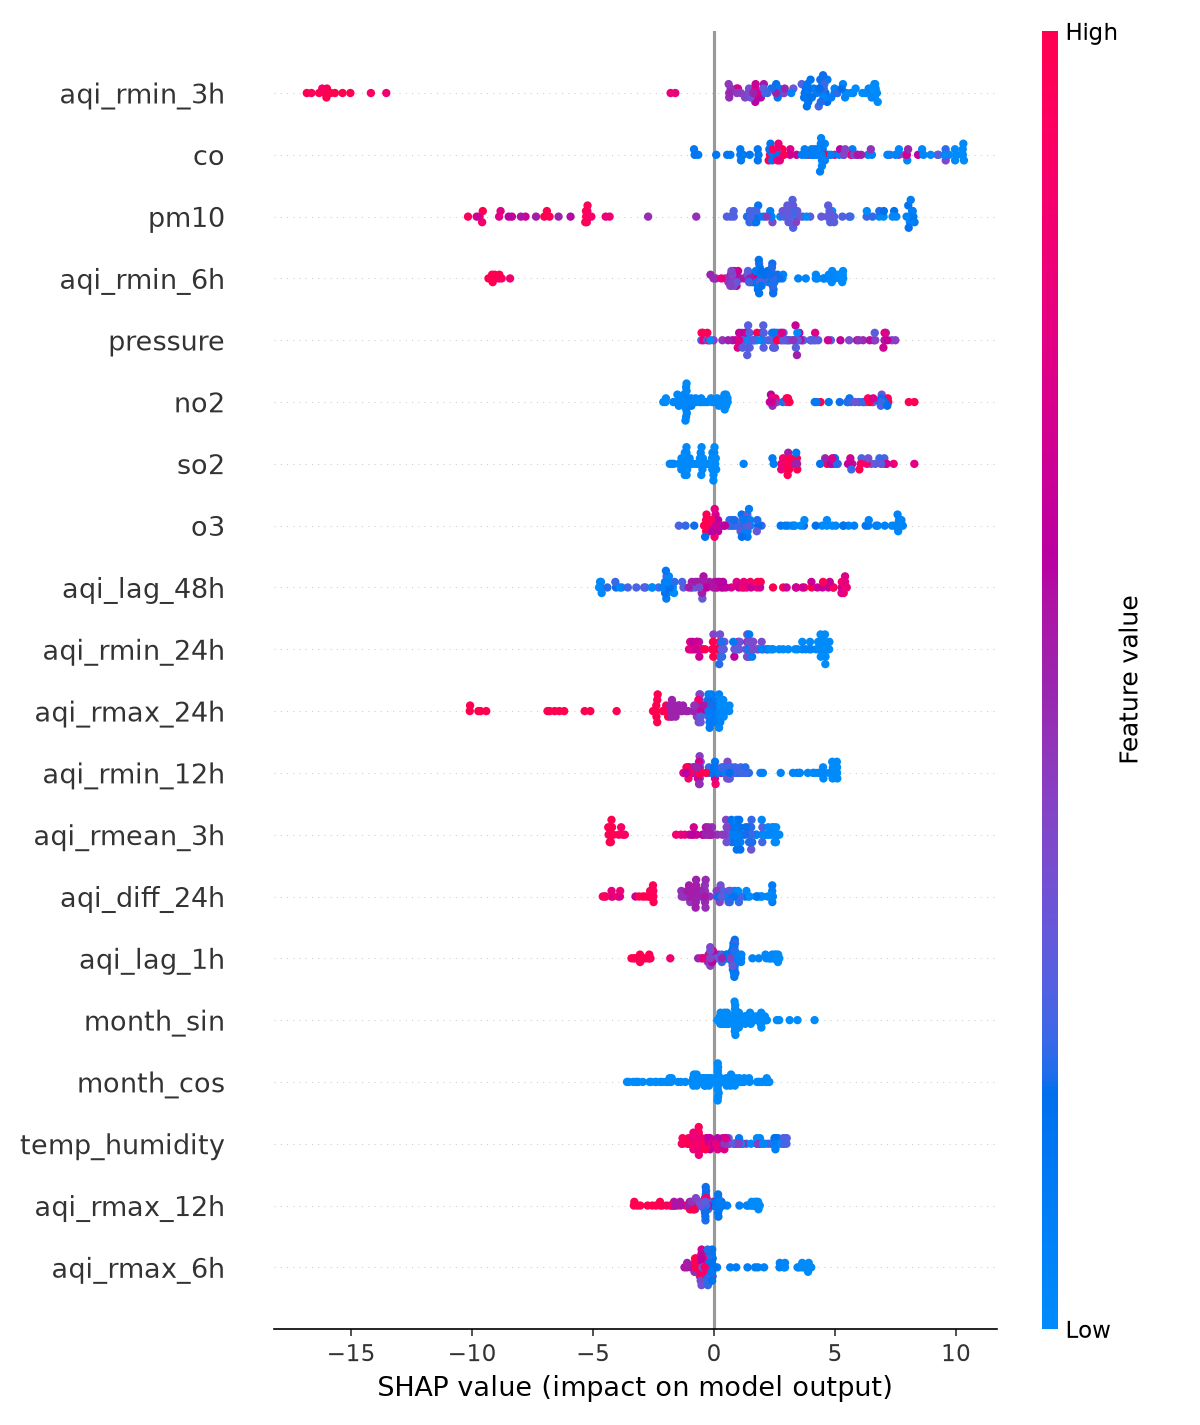 High
aqi_rmin_3h
co
pm10
aqi_rmin_6h
pressure
no2
so2
o3
aqi_lag_48h
aqi_rmin_24h
aqi_rmax_24h
aqi_rmin_12h
aqi_rmean_3h
aqi_diff_24h
aqi_lag_1h
month_sin
month_cos
temp_humidity
aqi_rmax_12h
aqi_rmax_6h
Feature value
Low
−15 −10 −5 0 5 10
SHAP value (impact on model output)